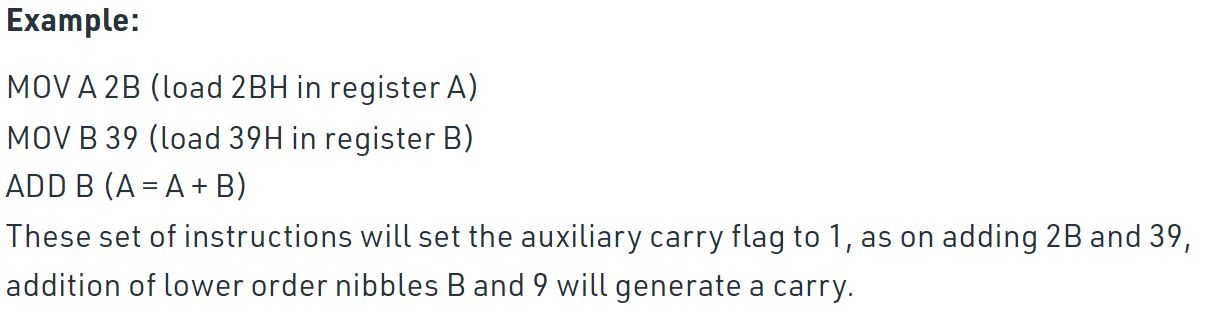 Example:
MOV A 2B (load 2BH in register A)
MOV B 39 (load 39H in register B)
ADD B (A = A + B)
These set of instructions will set the auxiliary carry flag to 1, as on adding 2B and 39,
addition of lower order nibbles B and 9 will generate a carry.